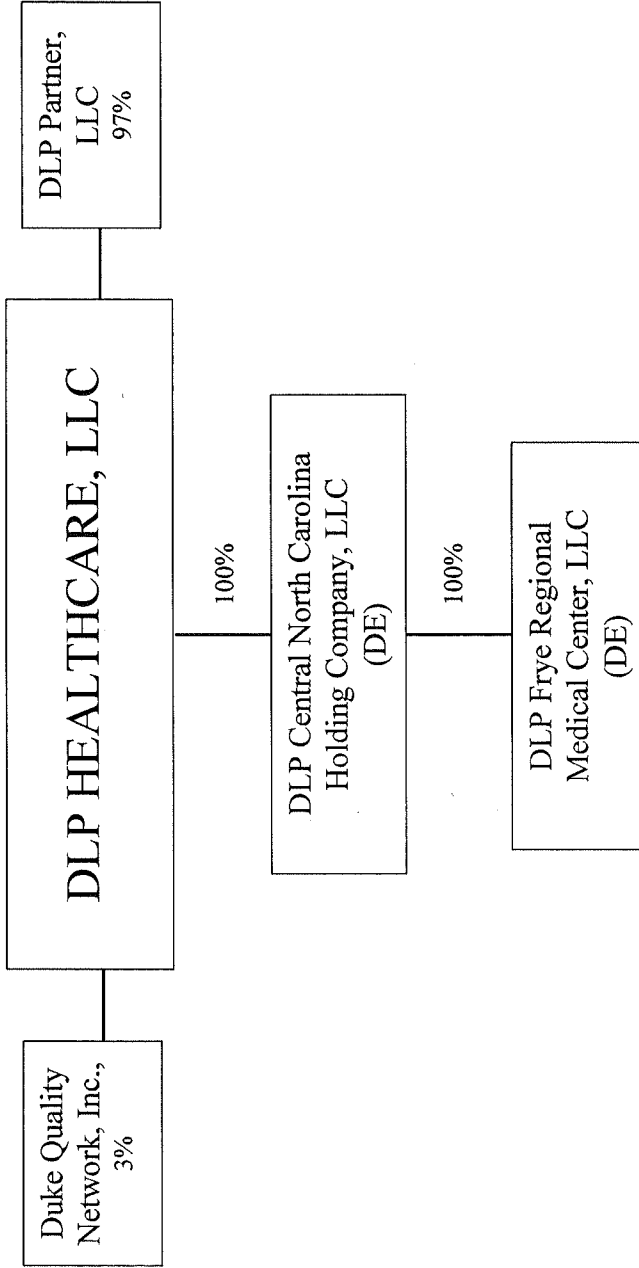 Duke Quality
Network, Inc.,
3%
DLP HEALTHCARE, LLC
DLP Partner,
LLC
97%
100%
DLP Central North Carolina
Holding Company, LLC
(DE)
100%
DLP Frye Regional
Medical Center, LLC
(DE)